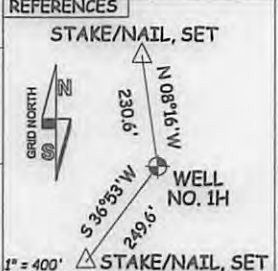 REFERENCES
STAKE/NAIL, SET
N
GRID NORTH
S
N 08°16'W
230.6'
WELL
NO. 1H
S 36°53'W
249.6'
1" = 400'
STAKE/NAIL, SET